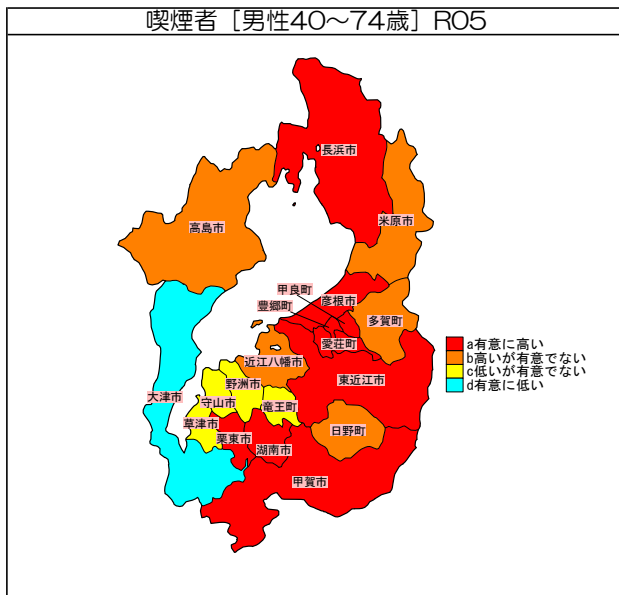 喫煙者［男性40～74歳］R05
長浜市
米原市
高島市
甲良町
彦根市
豊郷町
多賀町
愛荘町
近江八幡市
東近江市
野洲市
大津市
守山市
竜王町
草津市
日野町
栗東市
湖南市
甲賀市
a有意に高い
b高いが有意でない
c低いが有意でない
d有意に低い